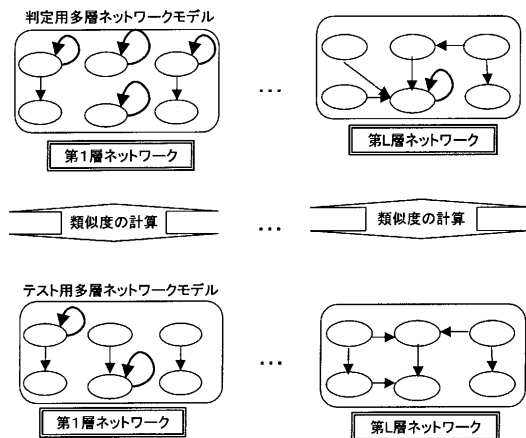 判定用多層ネットワークモデル
…
第1層ネットワーク
第L層ネットワーク
類似度の計算
…
類似度の計算
テスト用多層ネットワークモデル
…
第1層ネットワーク
第L層ネットワーク